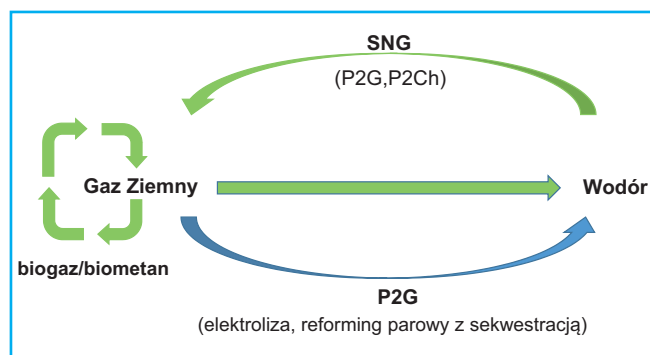 SNG
(P2G,P2Ch)
Gaz Ziemny
Wodór
biogaz/biometan
P2G
(elektroliza, reforming parowy z sekwestracją)